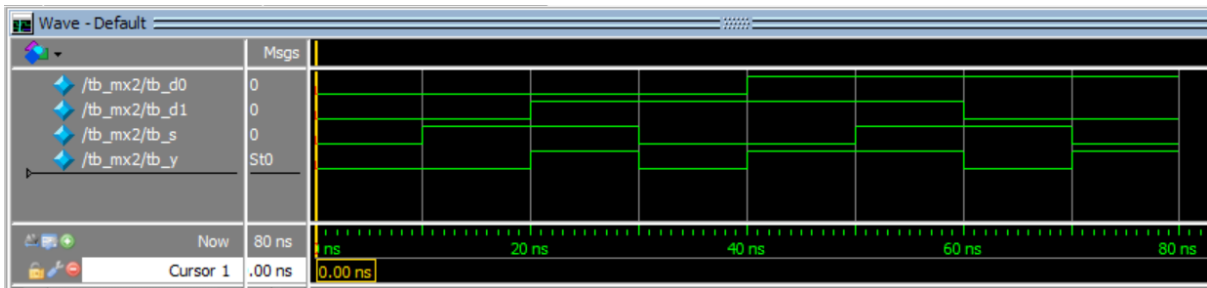 Wave - Default
Msgs
/tb_mx2/tb_d0 0
/tb_mx2/tb_d1 0
/tb_mx2/tb_s 0
/tb_mx2/tb_y St0
Now 80 ns ns 20 ns 40 ns 60 ns 80 ns
Cursor 1 .00 ns 0.00 ns